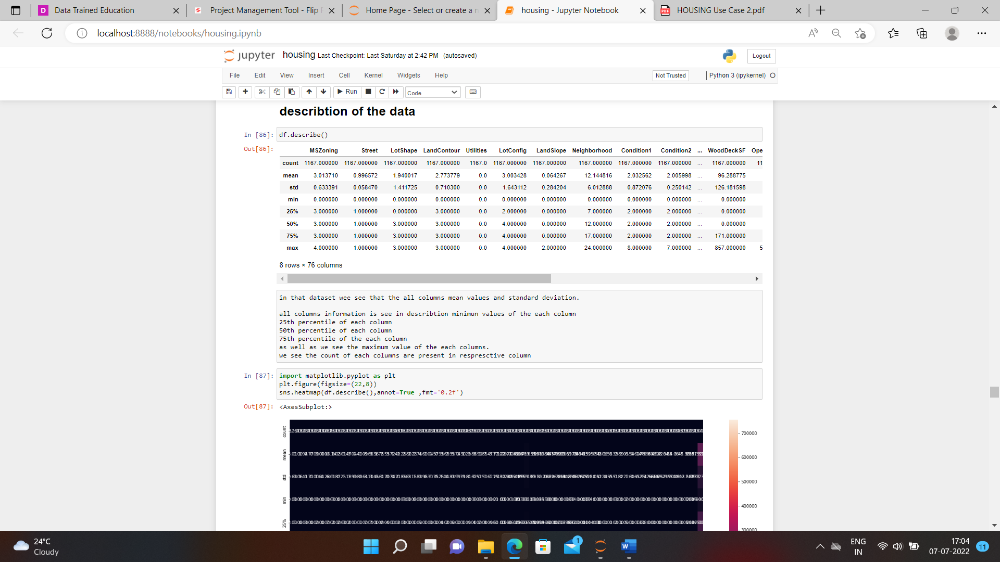 Data Trained Education
Project Management Tool - Flip
Home Page - Select or create a n
housing - Jupyter Notebook
HOUSING Use Case 2.pdf
localhost:8888/notebooks/housing.ipynb
jupyter housing Last Checkpoint: Last Saturday at 2:42 PM (autosaved)
Logout
File Edit View Insert Cell Kernel Widgets Help
Not Trusted
Python 3 (ipykernel)
Run
Code
describtion of the data
In [86]: df.describe()
Out[86]:
MSZoning Street LotShape LandContour Utilities LotConfig LandSlope Neighborhood Condition1 Condition2 ... WoodDeckSF Ope
count 1167.000000 1167.000000 1167.000000 1167.000000 1167.0 1167.000000 1167.000000 1167.000000 1167.000000 1167.000000 ... 1167.000000 11
mean 3.013710 0.996572 1.940017 2.773779 0.0 3.003428 0.064267 12.144816 2.032562 2.005998 ... 96.288775
std 0.633391 0.058470 1.411725 0.710300 0.0 1.643112 0.284204 6.012888 0.872076 0.250142 ... 126.181598
min 0.000000 0.000000 0.000000 0.000000 0.0 0.000000 0.000000 0.000000 0.000000 0.000000 ... 0.000000
25% 3.000000 1.000000 0.000000 3.000000 0.0 2.000000 0.000000 7.000000 2.000000 2.000000 ... 0.000000
50% 3.000000 1.000000 3.000000 3.000000 0.0 4.000000 0.000000 12.000000 2.000000 2.000000 ... 0.000000
75% 3.000000 1.000000 3.000000 3.000000 0.0 4.000000 0.000000 17.000000 2.000000 2.000000 ... 171.000000
max 4.000000 1.000000 3.000000 3.000000 0.0 4.000000 2.000000 24.000000 8.000000 7.000000 ... 857.000000 5
8 rows × 76 columns
in that dataset wee see that the all columns mean values and standard deviation.
all columns information is see in describtion minimun values of the each column
25th percentile of each column
50th percentile of each column
75th percentile of the each column
as well as we see the maximum value of the each columns.
we see the count of each columns are present in respresctive column
In [87]: import matplotlib.pyplot as plt
plt.figure(figsize=(22,8))
sns.heatmap(df.describe(),annot=True ,fmt='0.2f')
Out[87]: <AxesSubplot:>
count
mean
std
min
25%
700000
600000
500000
400000
300000
24°C
Cloudy
1
ENG
IN
17:04
07-07-2022
11